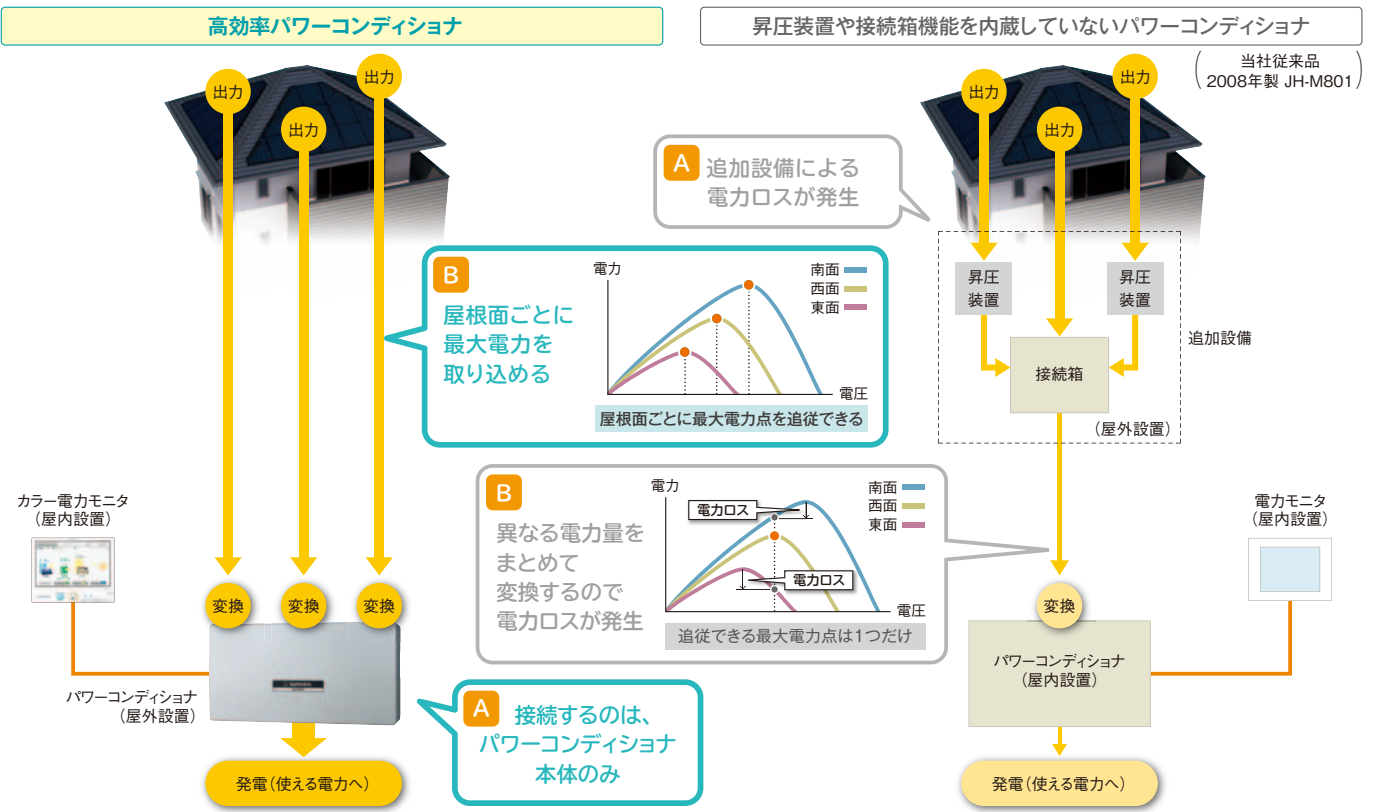 高効率パワーコンディショナ
出力
出力
出力
B
屋根面ごとに
最大電力を
取り込める
電力
南面
西面
東面
電圧
屋根面ごとに最大電力点を追従できる
カラー電力モニタ
(屋内設置)
変換
変換
変換
パワーコンディショナ
(屋外設置)
A
接続するのは、
パワーコンディショナ
本体のみ
発電(使える電力へ)
昇圧装置や接続箱機能を内蔵していないパワーコンディショナ
当社従来品
2008年製 JH-M801
出力
出力
出力
A
追加設備による
電力ロスが発生
昇圧
装置
昇圧
装置
追加設備
接続箱
(屋外設置)
B
異なる電力量を
まとめて
変換するので
電力ロスが発生
電力
南面
西面
東面
電力ロス
電力ロス
電圧
追従できる最大電力点は1つだけ
電力モニタ
(屋内設置)
変換
パワーコンディショナ
(屋内設置)
発電(使える電力へ)